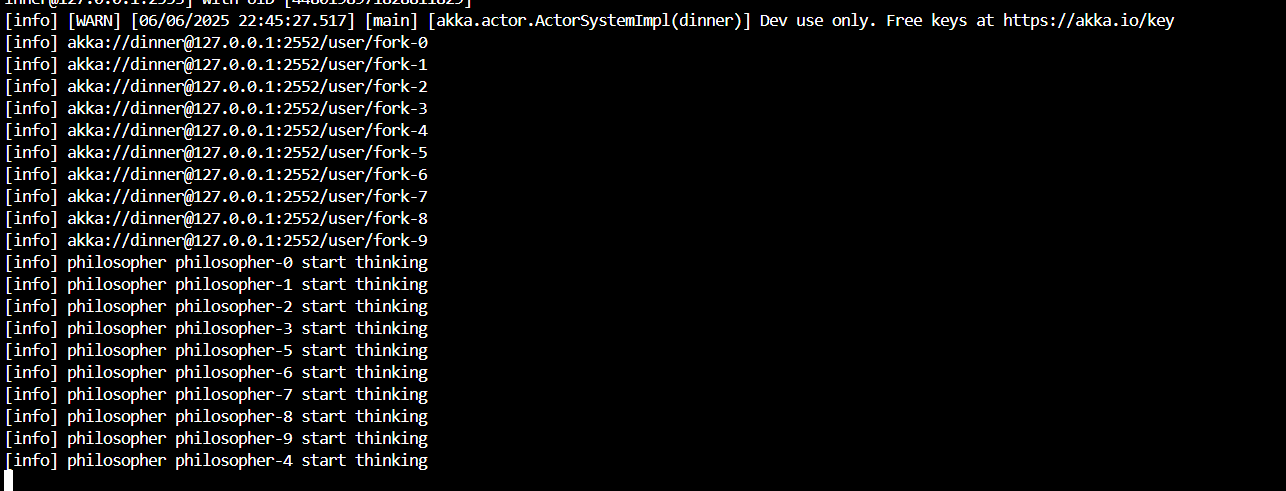 [info] [WARN] [06/06/2025 22:45:27.517] [main] [akka.actor.ActorSystemImpl(dinner)] Dev use only. Free keys at https://akka.io/key
[info] akka://dinner@127.0.0.1:2552/user/fork-0
[info] akka://dinner@127.0.0.1:2552/user/fork-1
[info] akka://dinner@127.0.0.1:2552/user/fork-2
[info] akka://dinner@127.0.0.1:2552/user/fork-3
[info] akka://dinner@127.0.0.1:2552/user/fork-4
[info] akka://dinner@127.0.0.1:2552/user/fork-5
[info] akka://dinner@127.0.0.1:2552/user/fork-6
[info] akka://dinner@127.0.0.1:2552/user/fork-7
[info] akka://dinner@127.0.0.1:2552/user/fork-8
[info] akka://dinner@127.0.0.1:2552/user/fork-9
[info] philosopher philosopher-0 start thinking
[info] philosopher philosopher-1 start thinking
[info] philosopher philosopher-2 start thinking
[info] philosopher philosopher-3 start thinking
[info] philosopher philosopher-5 start thinking
[info] philosopher philosopher-6 start thinking
[info] philosopher philosopher-7 start thinking
[info] philosopher philosopher-8 start thinking
[info] philosopher philosopher-9 start thinking
[info] philosopher philosopher-4 start thinking